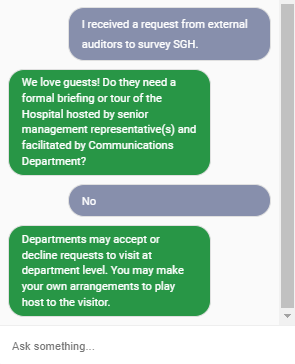 I received a request from external
auditors to survey SGH.
We love guests! Do they need a
formal briefing or tour of the
Hospital hosted by senior
management representative(s) and
facilitated by Communications
Department?
No
Departments may accept or
decline requests to visit at
department level. You may make
your own arrangements to play
host to the visitor.
Ask something...